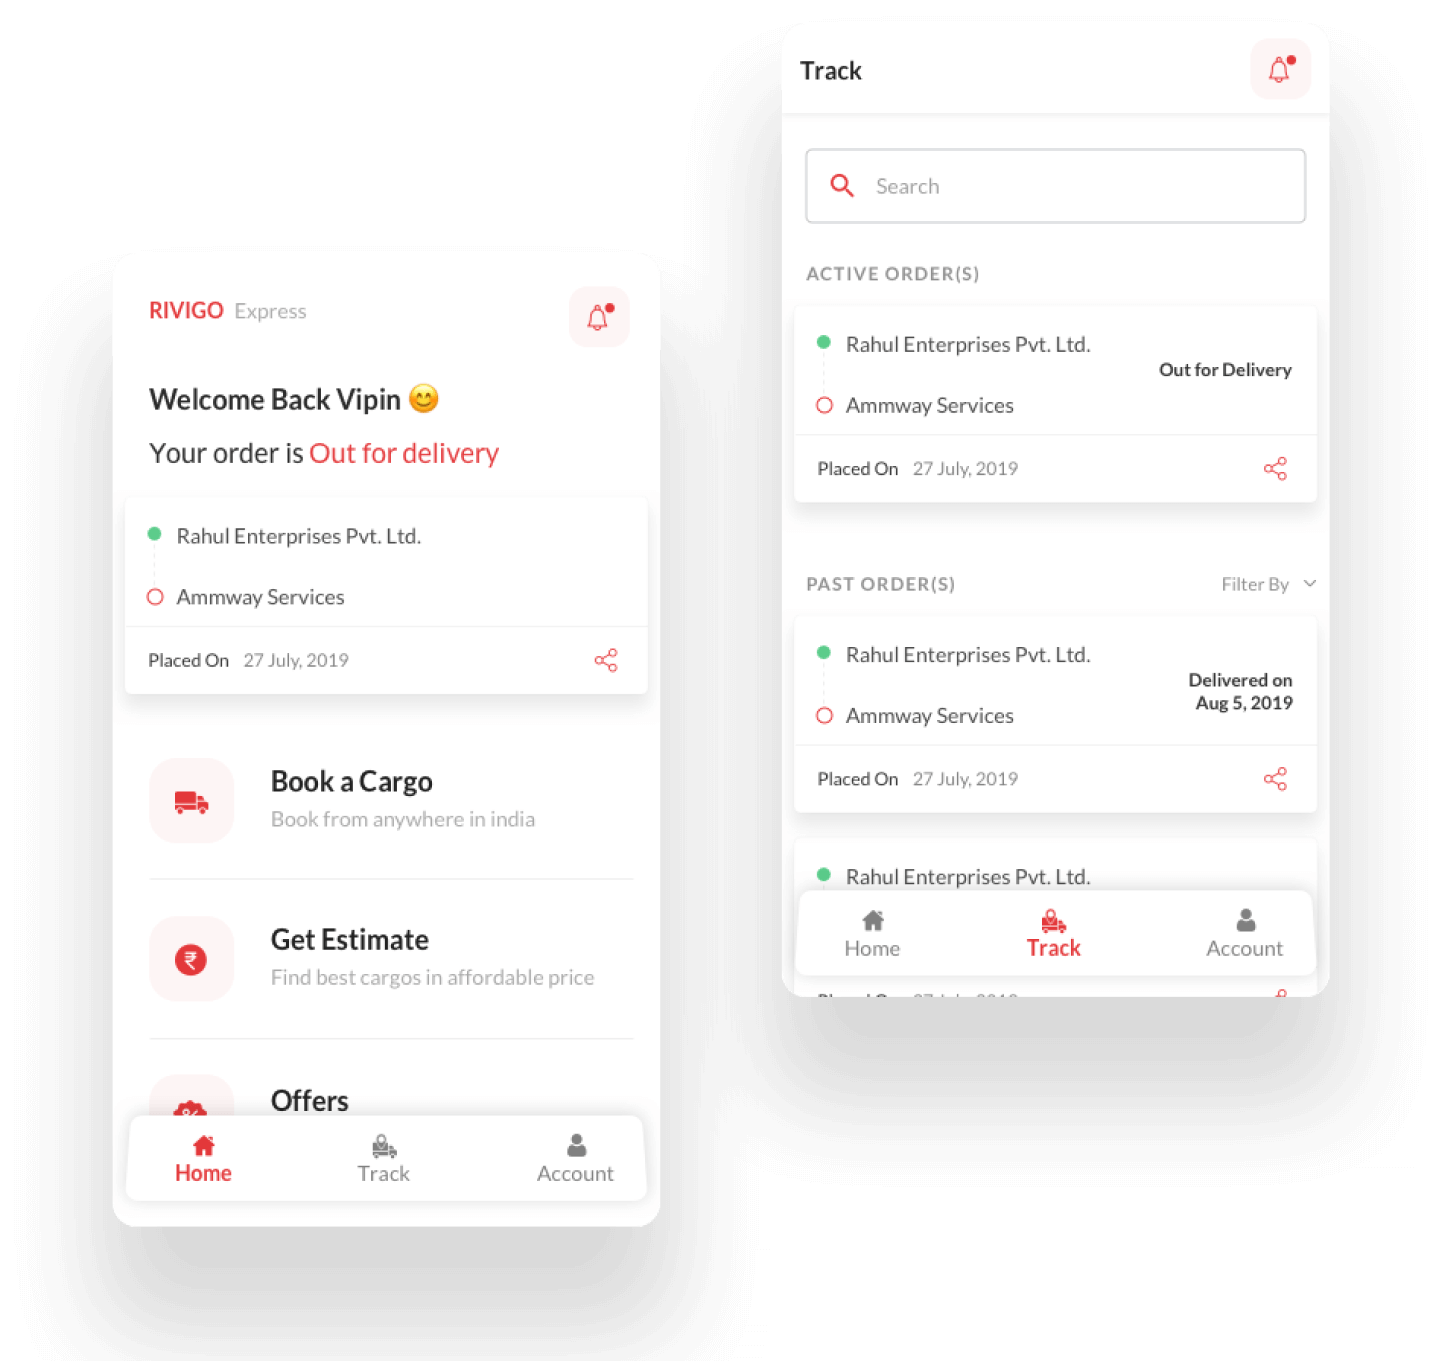 RIVIGO Express
Welcome Back Vipin 😊
Your order is Out for delivery
Rahul Enterprises Pvt. Ltd.
Ammway Services
Placed On 27 July, 2019
Book a Cargo
Book from anywhere in india
Get Estimate
Find best cargos in affordable price
Offers
Home Track Account
Track
Search
ACTIVE ORDER(S)
Rahul Enterprises Pvt. Ltd.
Out for Delivery
Ammway Services
Placed On 27 July, 2019
PAST ORDER(S) Filter By
Rahul Enterprises Pvt. Ltd.
Delivered on
Aug 5, 2019
Ammway Services
Placed On 27 July, 2019
Rahul Enterprises Pvt. Ltd.
Home Track Account